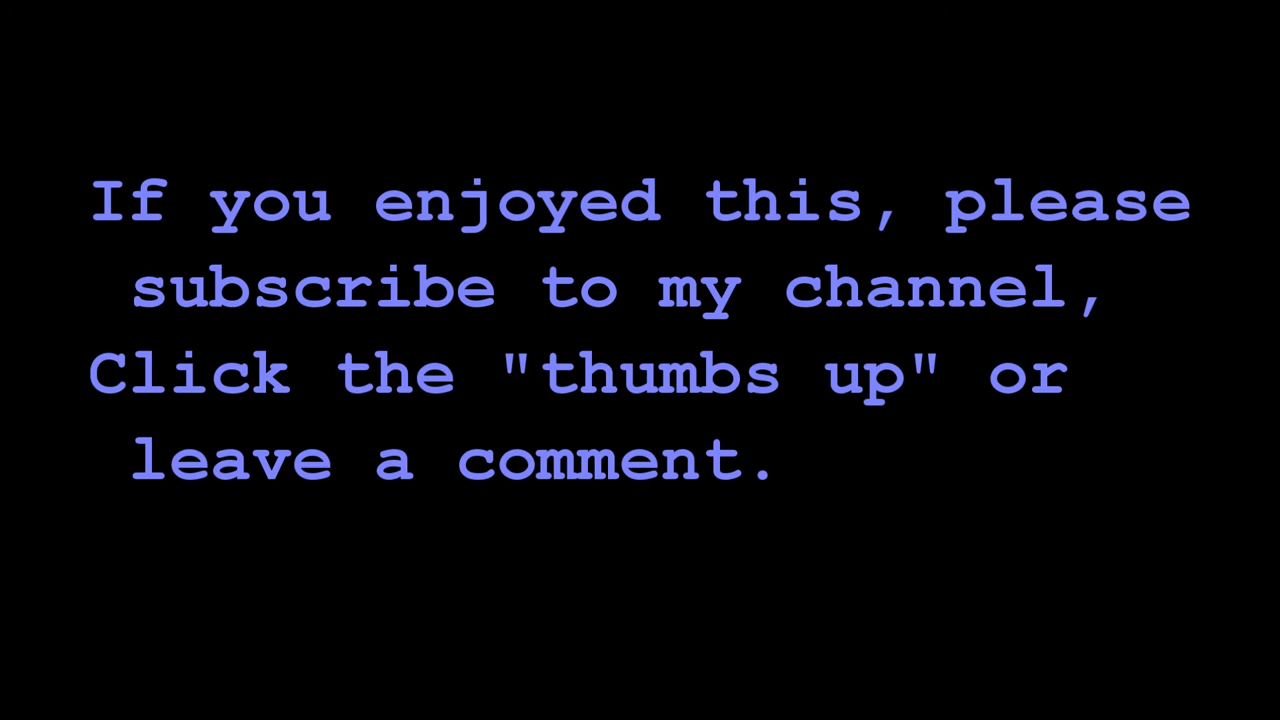 If you enjoyed this, please
subscribe to my channel,
Click the "thumbs up" or
leave a comment.